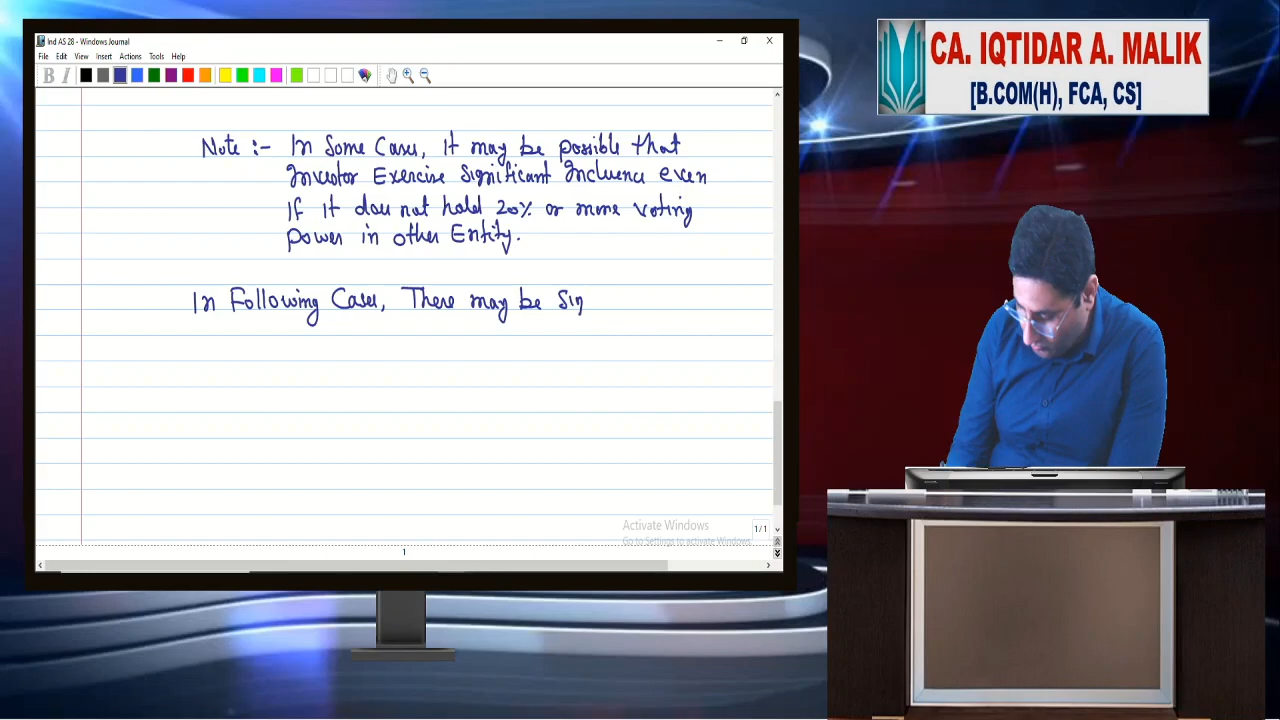 Ind AS 28 - Windows Journal
File Edit View Insert Actions Tools Help
B I
Note :- In Some Cases, It may be possible that
Investor Exercise Significant Influence even
If it does not hold 20% or more voting
power in other Entity.
In Following Cases, There may be Sig
Activate Windows
Go to Settings to activate Windows.
1/1
1
CA. IQTIDAR A. MALIK
[B.COM(H), FCA, CS]